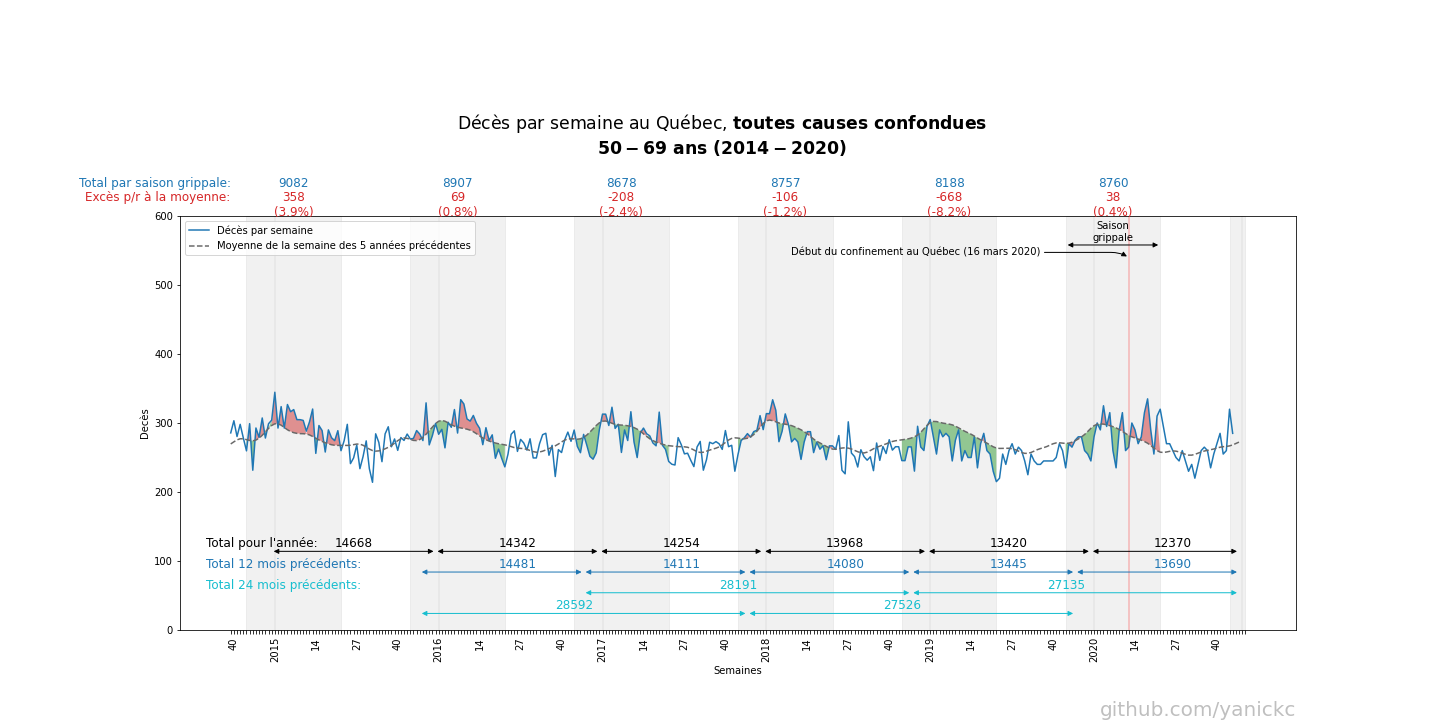 Décès par semaine au Québec, toutes causes confondues
50 – 69 ans (2014 – 2020)
Total par saison grippale: 9082 8907 8678 8757 8188 8760
Excès p/r à la moyenne: 358 69 -208 -106 -668 38
(3.9%) (0.8%) (-2.4%) (-1.2%) (-8.2%) (0.4%)
600
Décès par semaine
Moyenne de la semaine des 5 années précédentes
Saison
grippale
Début du confinement au Québec (16 mars 2020)
500
400
300
200
100
0
Decès
Total pour l'année: 14668 14342 14254 13968 13420 12370
Total 12 mois précédents: 14481 14111 14080 13445 13690
Total 24 mois précédents: 28191 27135
28592 27526
40 2015 14 27 40 2016 14 27 40 2017 14 27 40 2018 14 27 40 2019 14 27 40 2020 14 27 40
Semaines
github.com/yanickc